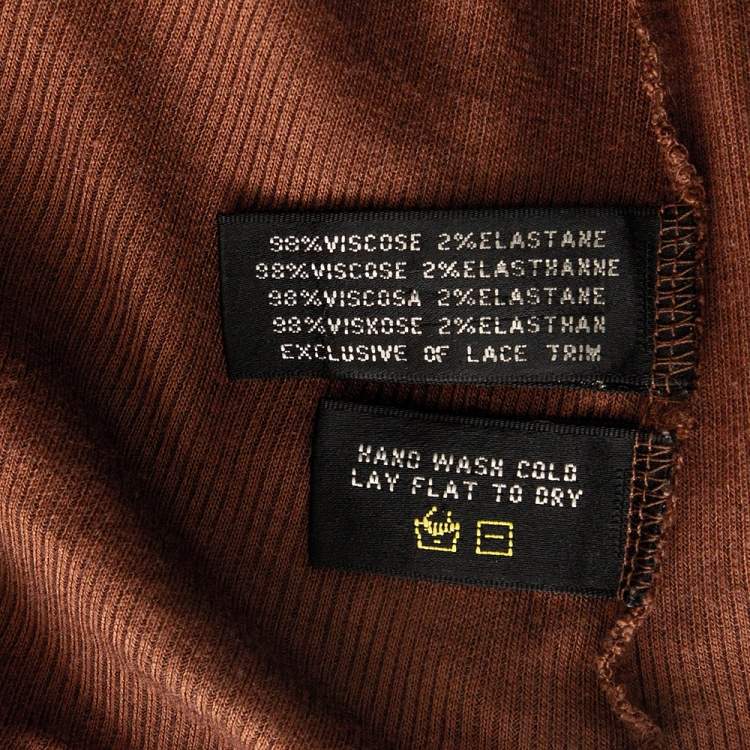 98%VISCOSE 2%ELASTANE
98%VISCOSE 2%ELASTHANNE
98%VISCOSA 2%ELASTANE
98%VISKOSE 2%ELASTHAN
EXCLUSIVE OF LACE TRIM
HAND WASH COLD
LAY FLAT TO DRY